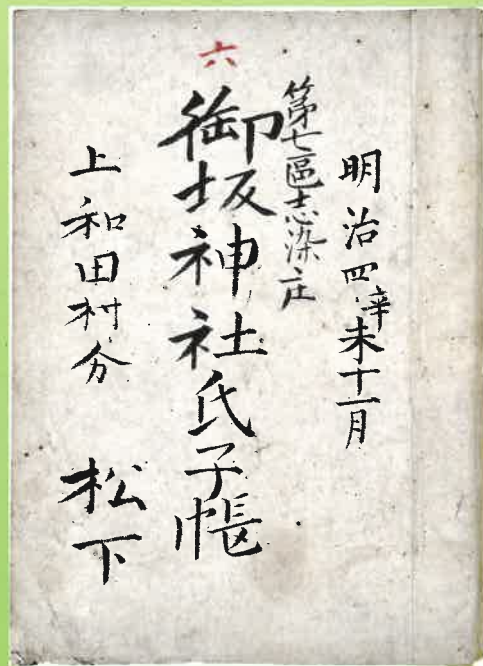 明治四辛未十一月
第七區志染庄
六
御坂神社氏子帳
上和田村分 松下